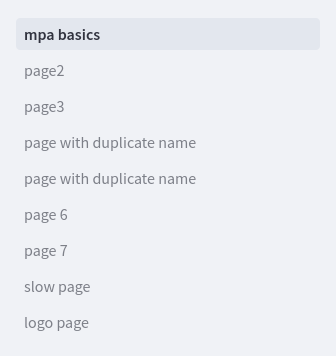 mpa basics
page2
page3
page with duplicate name
page with duplicate name
page 6
page 7
slow page
logo page